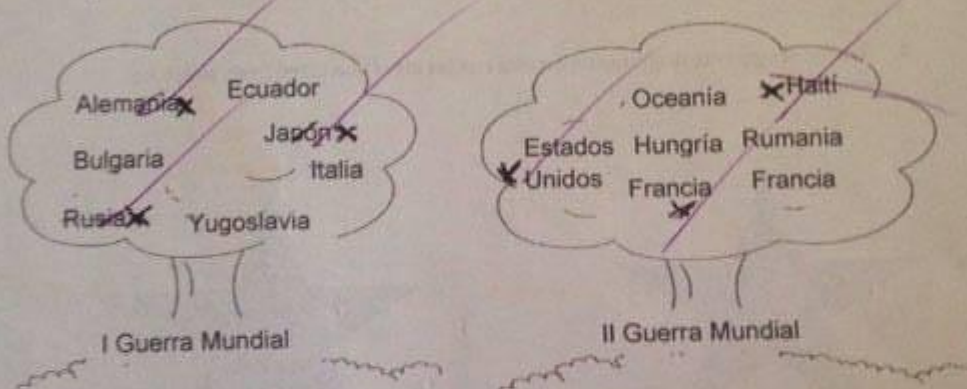 Alemania Ecuador
Japón
Bulgaria Italia
Rusia Yugoslavia
I Guerra Mundial
Oceanía Haití
Estados Hungría Rumania
Unidos Francia Francia
II Guerra Mundial